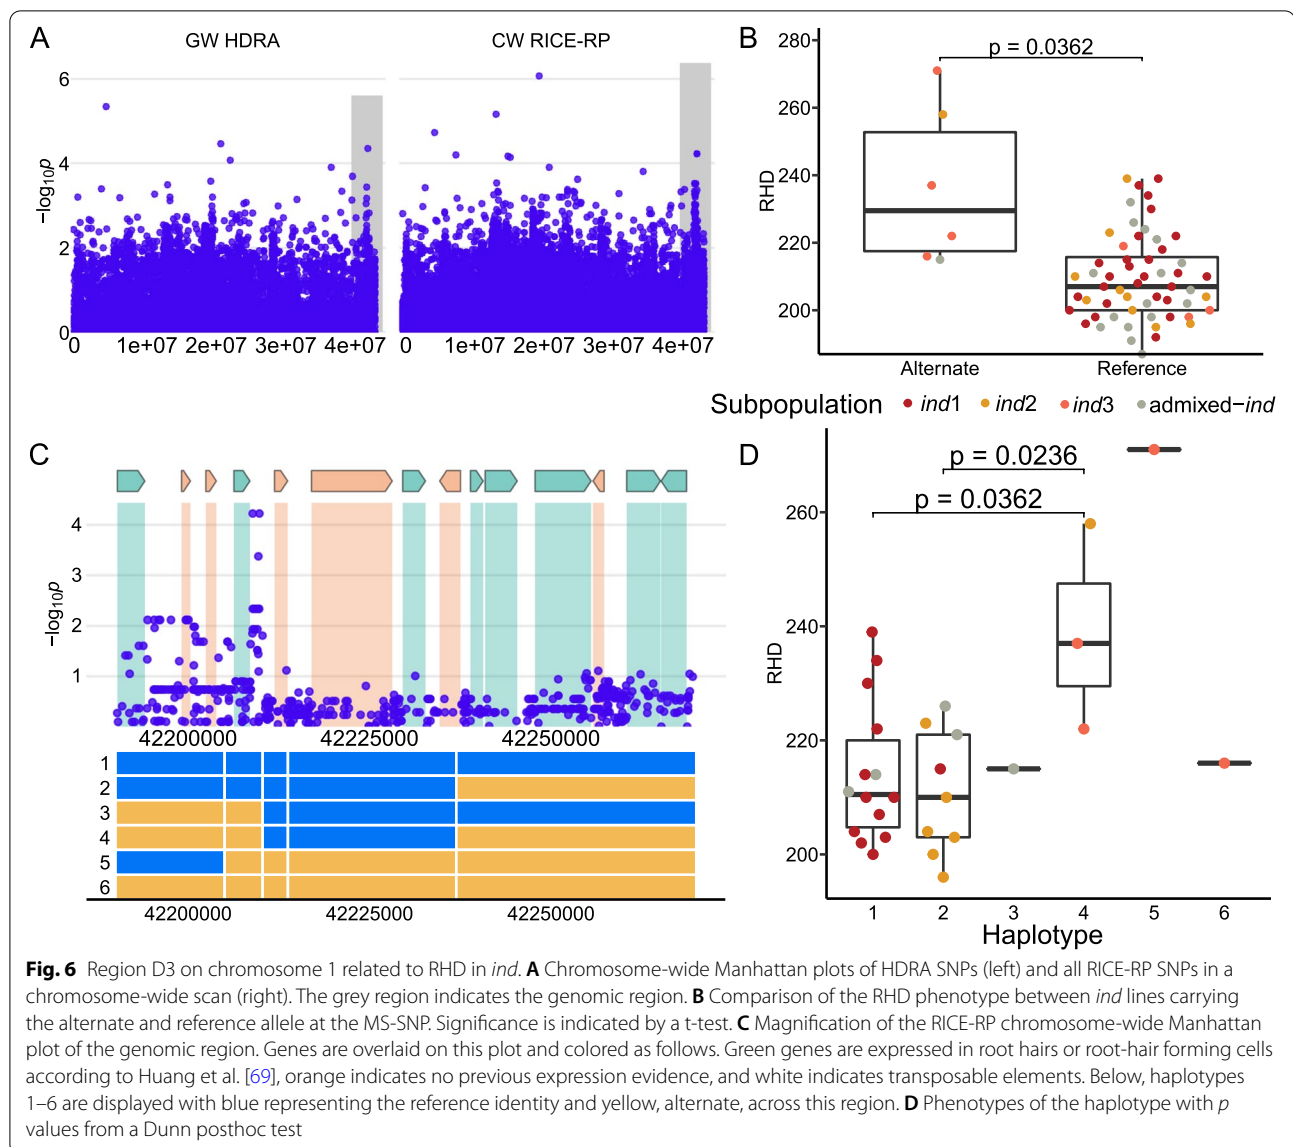 A
GW HDRA
CW RICE-RP
−log10p
6
4
2
0
0
1e+07
2e+07
3e+07
4e+07
0
1e+07
2e+07
3e+07
4e+07
B
RHD
280
260
240
220
200
p = 0.0362
Alternate
Reference
Subpopulation ind1 ind2 ind3 admixed−ind
C
−log10p
4
3
2
1
42200000
42225000
42250000
1
2
3
4
5
6
42200000
42225000
42250000
D
RHD
260
240
220
200
p = 0.0236
p = 0.0362
1
2
3
4
5
6
Haplotype
Fig. 6 Region D3 on chromosome 1 related to RHD in ind. A Chromosome-wide Manhattan plots of HDRA SNPs (left) and all RICE-RP SNPs in a
chromosome-wide scan (right). The grey region indicates the genomic region. B Comparison of the RHD phenotype between ind lines carrying
the alternate and reference allele at the MS-SNP. Significance is indicated by a t-test. C Magnification of the RICE-RP chromosome-wide Manhattan
plot of the genomic region. Genes are overlaid on this plot and colored as follows. Green genes are expressed in root hairs or root-hair forming cells
according to Huang et al. [69], orange indicates no previous expression evidence, and white indicates transposable elements. Below, haplotypes
1–6 are displayed with blue representing the reference identity and yellow, alternate, across this region. D Phenotypes of the haplotype with p
values from a Dunn posthoc test